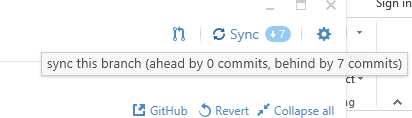 Sign in
Sync 7
sync this branch (ahead by 0 commits, behind by 7 commits)
GitHub Revert Collapse all